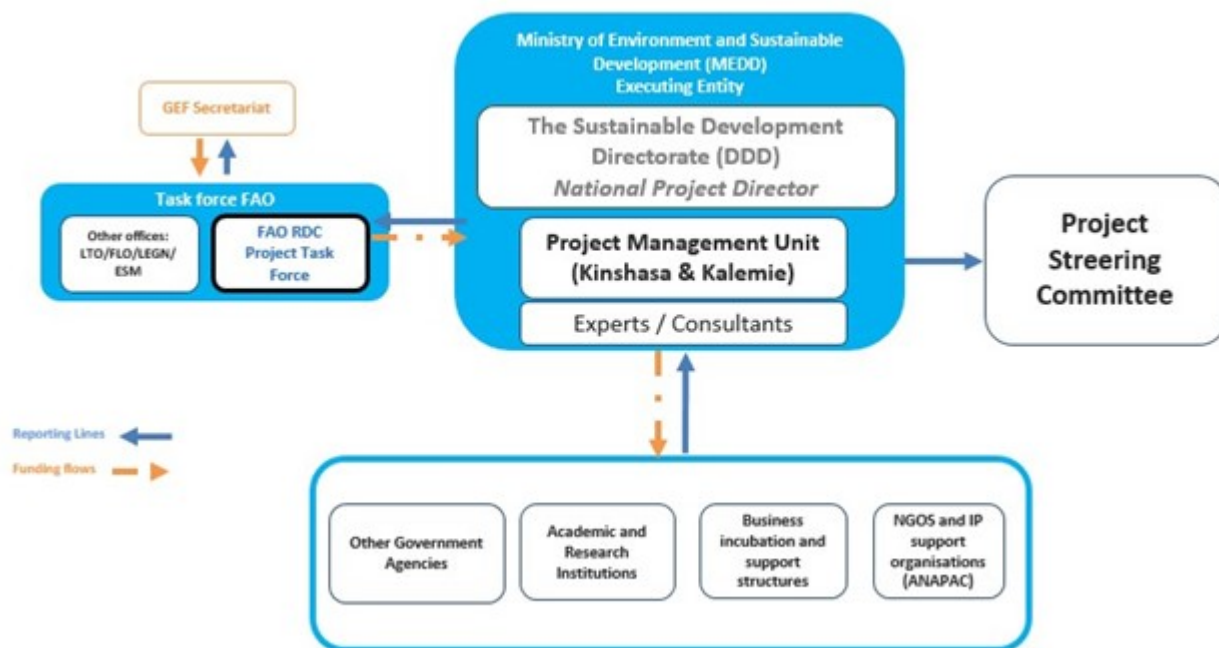 Ministry of Environment and Sustainable
Development (MEDD)
Executing Entity
The Sustainable Development
Directorate (DDD)
National Project Director
Project Management Unit
(Kinshasa & Kalemie)
Experts / Consultants
GEF Secretariat
Task force FAO
Other offices:
LTO/FLO/LEGN/
ESM
FAO RDC
Project Task
Force
Project
Streering
Committee
Reporting Lines
Funding flows
Other Government
Agencies
Academic and
Research
Institutions
Business
incubation and
support
structures
NGOS and IP
support
organisations
(ANAPAC)